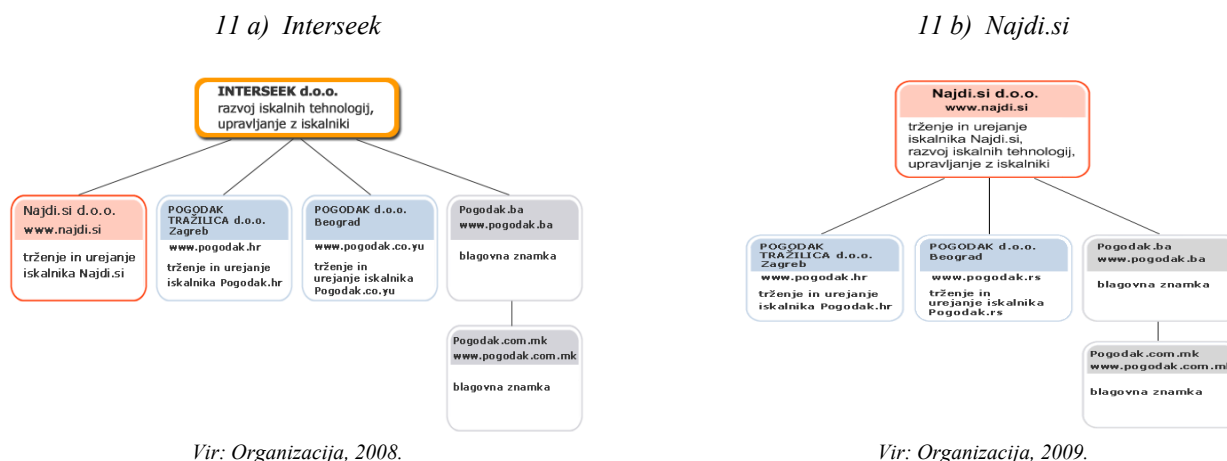 11 a) Interseek
INTERSEEK d.o.o.
razvoj iskalnih tehnologij,
upravljanje z iskalniki
Najdi.si d.o.o.
www.najdi.si
trženje in urejanje
iskalnika Najdi.si
POGODAK
TRAŽILICA d.o.o.
Zagreb
www.pogodak.hr
trženje in urejanje
iskalnika Pogodak.hr
POGODAK d.o.o.
Beograd
www.pogodak.co.yu
trženje in
urejanje iskalnika
Pogodak.co.yu
Pogodak.ba
www.pogodak.ba
blagovna znamka
Pogodak.com.mk
www.pogodak.com.mk
blagovna znamka
Vir: Organizacija, 2008.
11 b) Najdi.si
Najdi.si d.o.o.
www.najdi.si
trženje in urejanje
iskalnika Najdi.si,
razvoj iskalnih tehnologij,
upravljanje z iskalniki
POGODAK
TRAŽILICA d.o.o.
Zagreb
www.pogodak.hr
trženje in urejanje
iskalnika Pogodak.hr
POGODAK d.o.o.
Beograd
www.pogodak.rs
trženje in
urejanje iskalnika
Pogodak.rs
Pogodak.ba
www.pogodak.ba
blagovna znamka
Pogodak.com.mk
www.pogodak.com.mk
blagovna znamka
Vir: Organizacija, 2009.